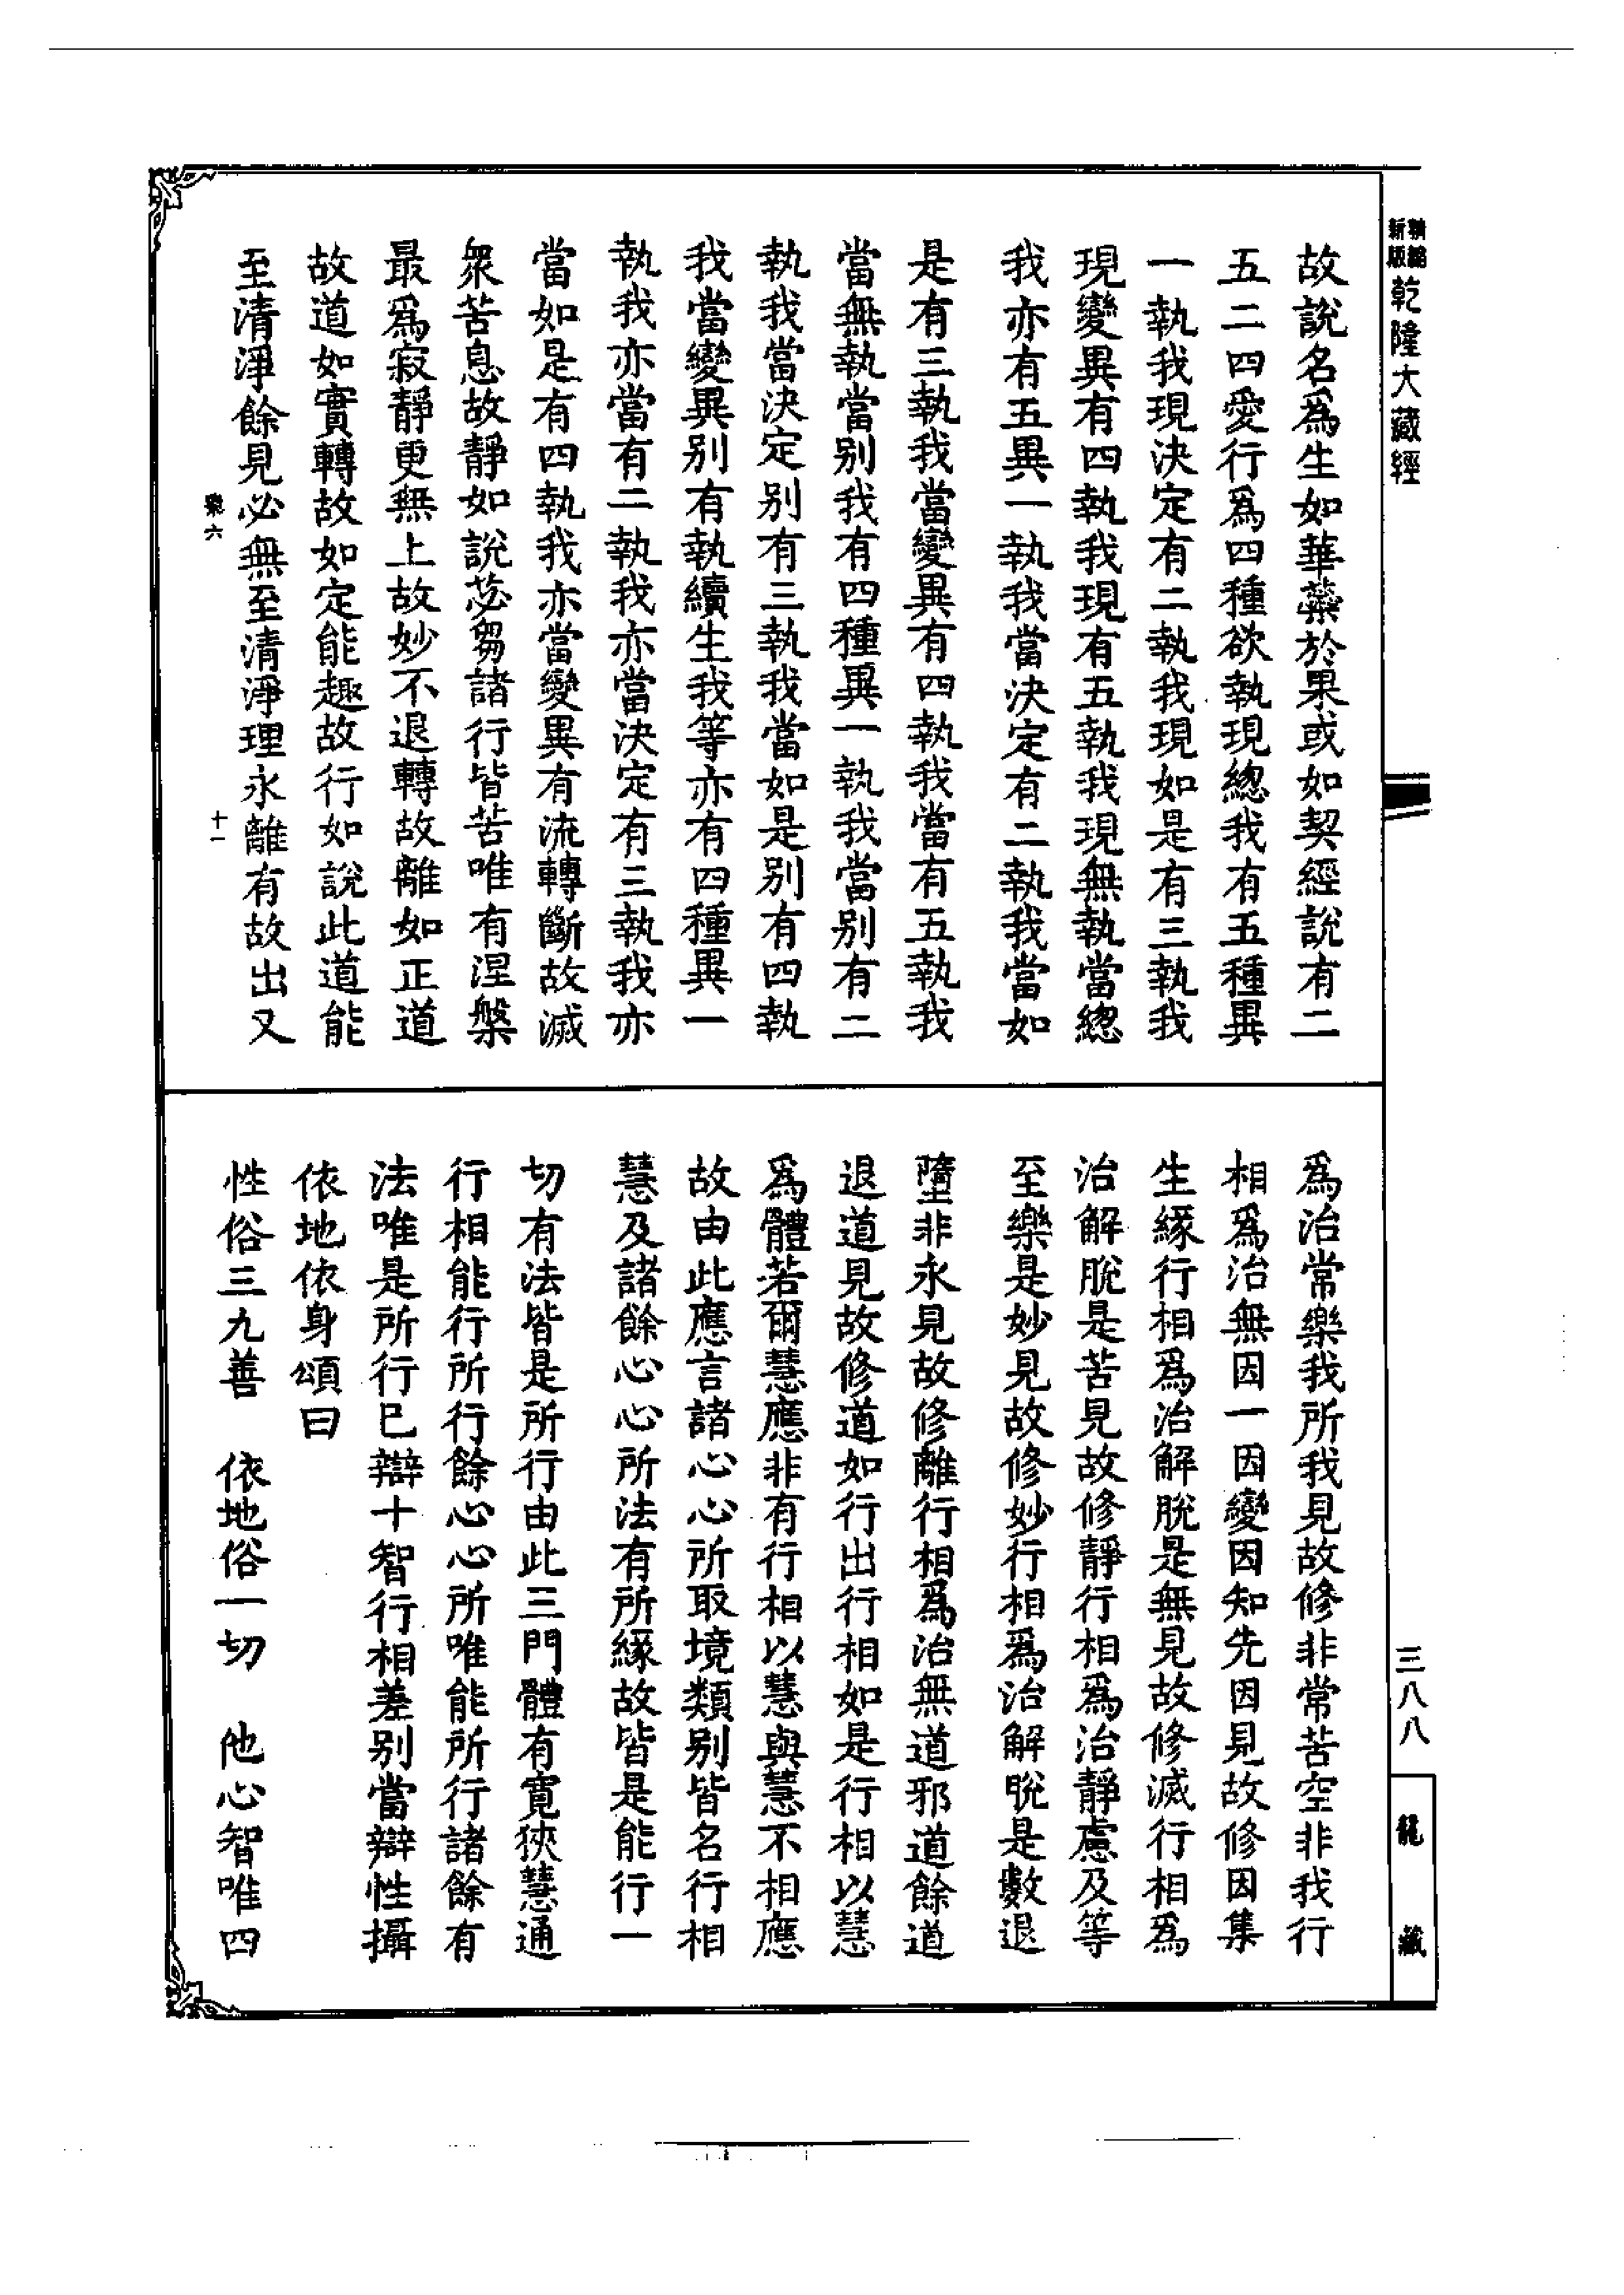 新編
新版
乾隆大藏經
故說名爲生如華蘂於果或如契經說有二
五二四愛行爲四種欲執現總我有五種異
一執我現決定有二執我現如是有三執我
現變異有四執我現有五執我現無執當總
我亦有五異一執我當決定有二執我當如
是有三執我當變異有四執我當有五執我
當無執當別我有四種異一執我當別有二
執我當決定別有三執我當如是別有四執
我當變異別有執續生我等亦有四種異一
執我亦當有二執我亦當決定有三執我亦
當如是有四執我亦當變異有流轉斷故滅
衆苦息故靜如說苾芻諸行皆苦唯有涅槃
最爲寂靜更無上故妙不退轉故離如正道
故道如實轉故如定能趣故行如說此道能
至清淨餘見必無至清淨理永離有故出又
十一
爲治常樂我所我見故修非常苦空非我行
相爲治無因一因變因知先因見故修因集
生緣行相爲治解脫是無見故修滅行相爲
治解脫是苦見故修靜行相爲治靜慮及等
至樂是妙見故修妙行相爲治解脫是數退
墮非永見故修離行相爲治無道邪道餘道
退道見故修道如行出行相如是行相以慧
爲體若爾慧應非有行相以慧與慧不相應
故由此應言諸心心所取境類別皆名行相
慧及諸餘心心所法有所緣故皆是能行一
切有法皆是所行由此三門體有寬狹慧通
行相能行所行餘心心所唯能所行諸餘有
法唯是所行已辯十智行相差別當辯性攝
依地依身頌曰
性俗三九善　依地俗一切　他心智唯四
三八八
龍藏